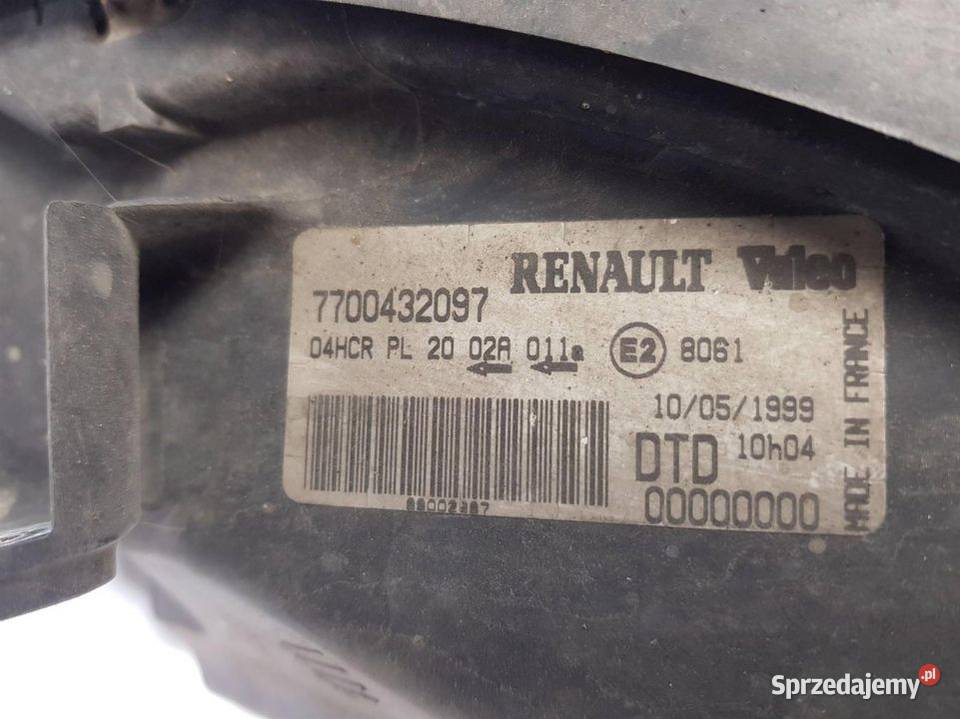 RENAULT Valeo
7700432097
04HCR PL 20 02A 011a E2 8061
10/05/1999
DTD 10h04
00000000
MADE IN FRANCE
Sprzedajemy.pl